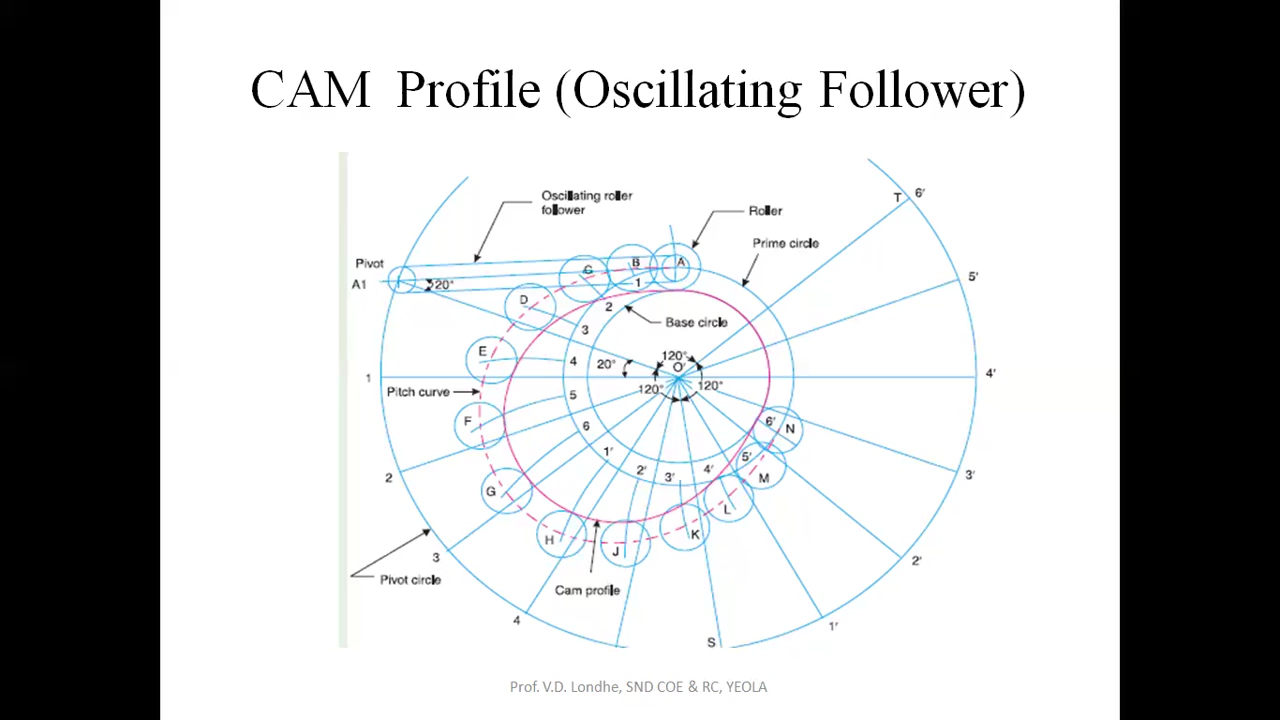 CAM Profile (Oscillating Follower)
Oscillating roller
follower
Roller
Prime circle
T
6'
Pivot
A1
20°
C
B
A
1
5'
D
2
Base circle
3
E
4
20°
120°
O'
4'
1
120°
120°
Pitch curve
5
F
6
6'
N
1'
5'
2
G
2'
3'
4'
M
3'
L
H
J
K
3
2'
Pivot circle
Cam profile
4
1'
S
Prof. V.D. Londhe, SND COE & RC, YEOLA